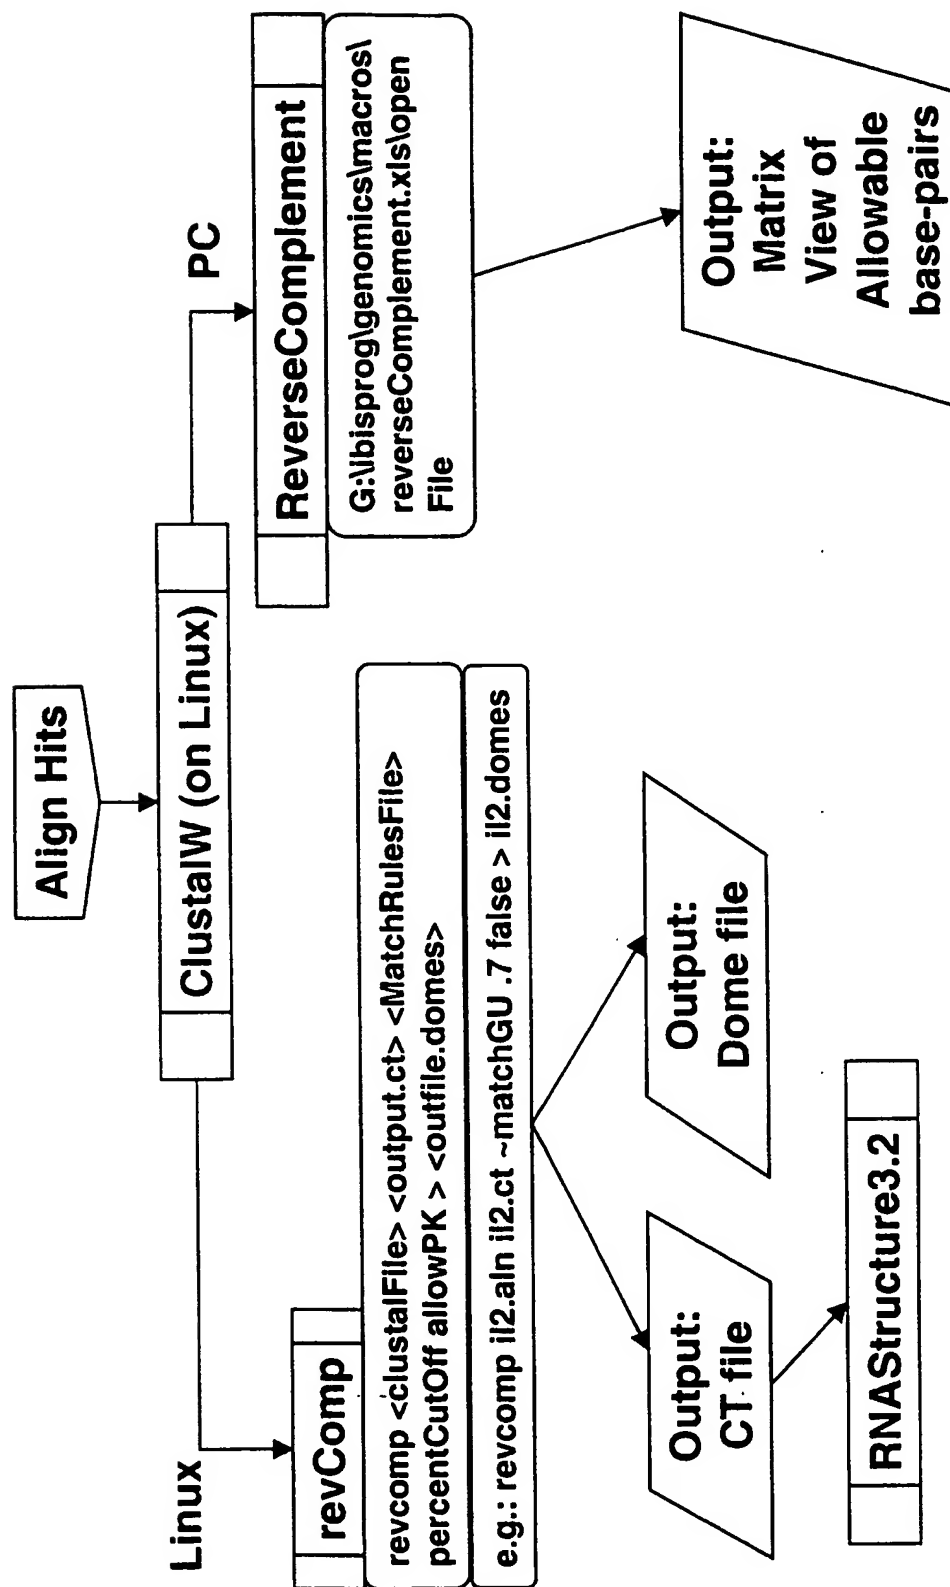 Align Hits
ClustalW (on Linux)
Linux
PC
revComp
revcomp <clustalFile> <output.ct> <MatchRulesFile>
percentCutOff allowPK > <outfile.domes>
e.g.: revcomp il2.aln il2.ct ~matchGU .7 false > il2.domes
Output:
CT file
Output:
Dome file
RNAStructure3.2
ReverseComplement
G:\Ibisprog\genomics\macros\
reverseComplement.xls\open
File
Output:
Matrix
View of
Allowable
base-pairs